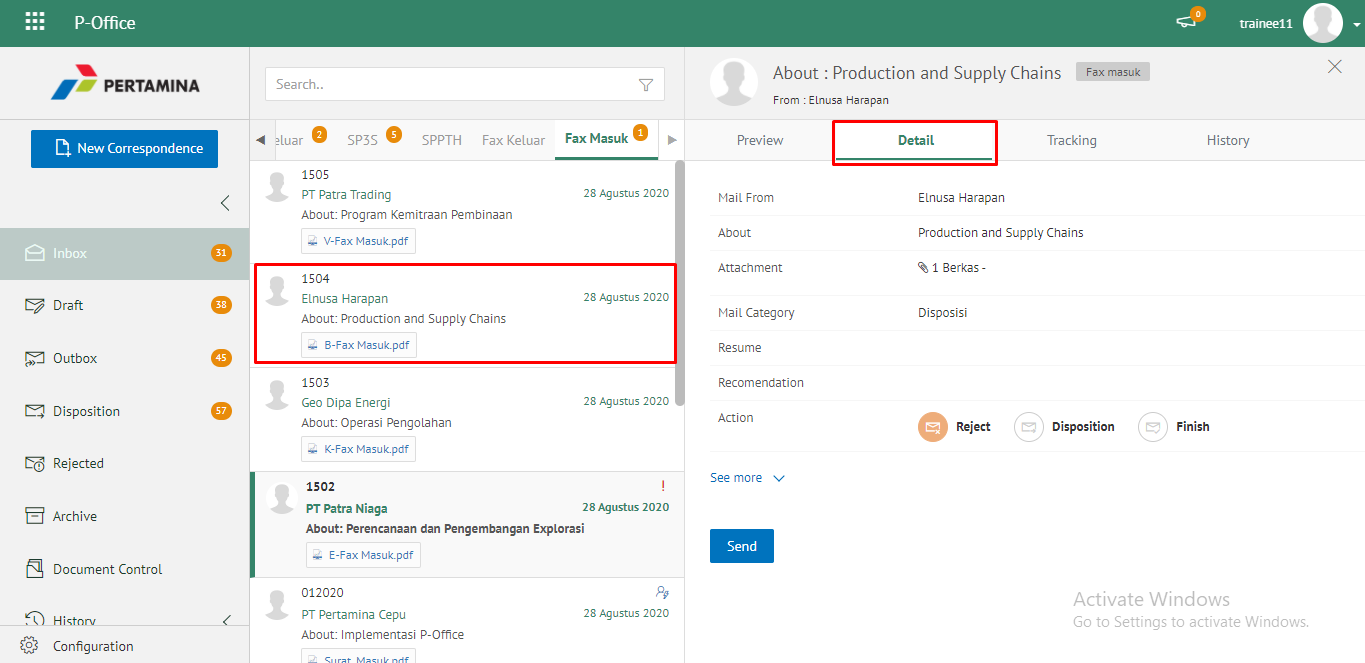 P-Office
0
trainee11
PERTAMINA
New Correspondence
Inbox 31
Draft 38
Outbox 45
Disposition 57
Rejected
Archive
Document Control
History
Configuration
Search..
eluar 2 SP3S 5 SPPTH Fax Keluar Fax Masuk 1
1505
PT Patra Trading 28 Agustus 2020
About: Program Kemitraan Pembinaan
V-Fax Masuk.pdf
1504
Elnusa Harapan 28 Agustus 2020
About: Production and Supply Chains
B-Fax Masuk.pdf
1503
Geo Dipa Energi 28 Agustus 2020
About: Operasi Pengolahan
K-Fax Masuk.pdf
1502 !
PT Patra Niaga 28 Agustus 2020
About: Perencanaan dan Pengembangan Explorasi
E-Fax Masuk.pdf
012020
PT Pertamina Cepu 28 Agustus 2020
About: Implementasi P-Office
Surat Masuk.pdf
About : Production and Supply Chains Fax masuk
From : Elnusa Harapan
Preview Detail Tracking History
Mail From Elnusa Harapan
About Production and Supply Chains
Attachment 1 Berkas -
Mail Category Disposisi
Resume
Recomendation
Action Reject Disposition Finish
See more
Send
Activate Windows
Go to Settings to activate Windows.